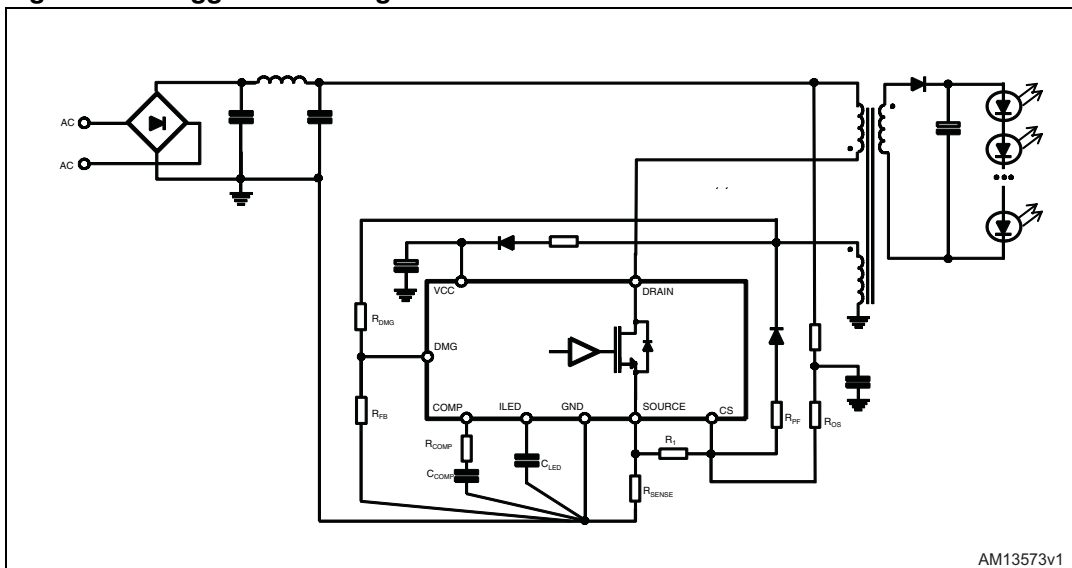 AC
AC
VCC
DRAIN
R_DMG
DMG
R_FB
COMP
ILED
GND
SOURCE
CS
R_PF
R_OS
R_COMP
C_COMP
C_LED
R_1
R_SENSE
AM13573v1